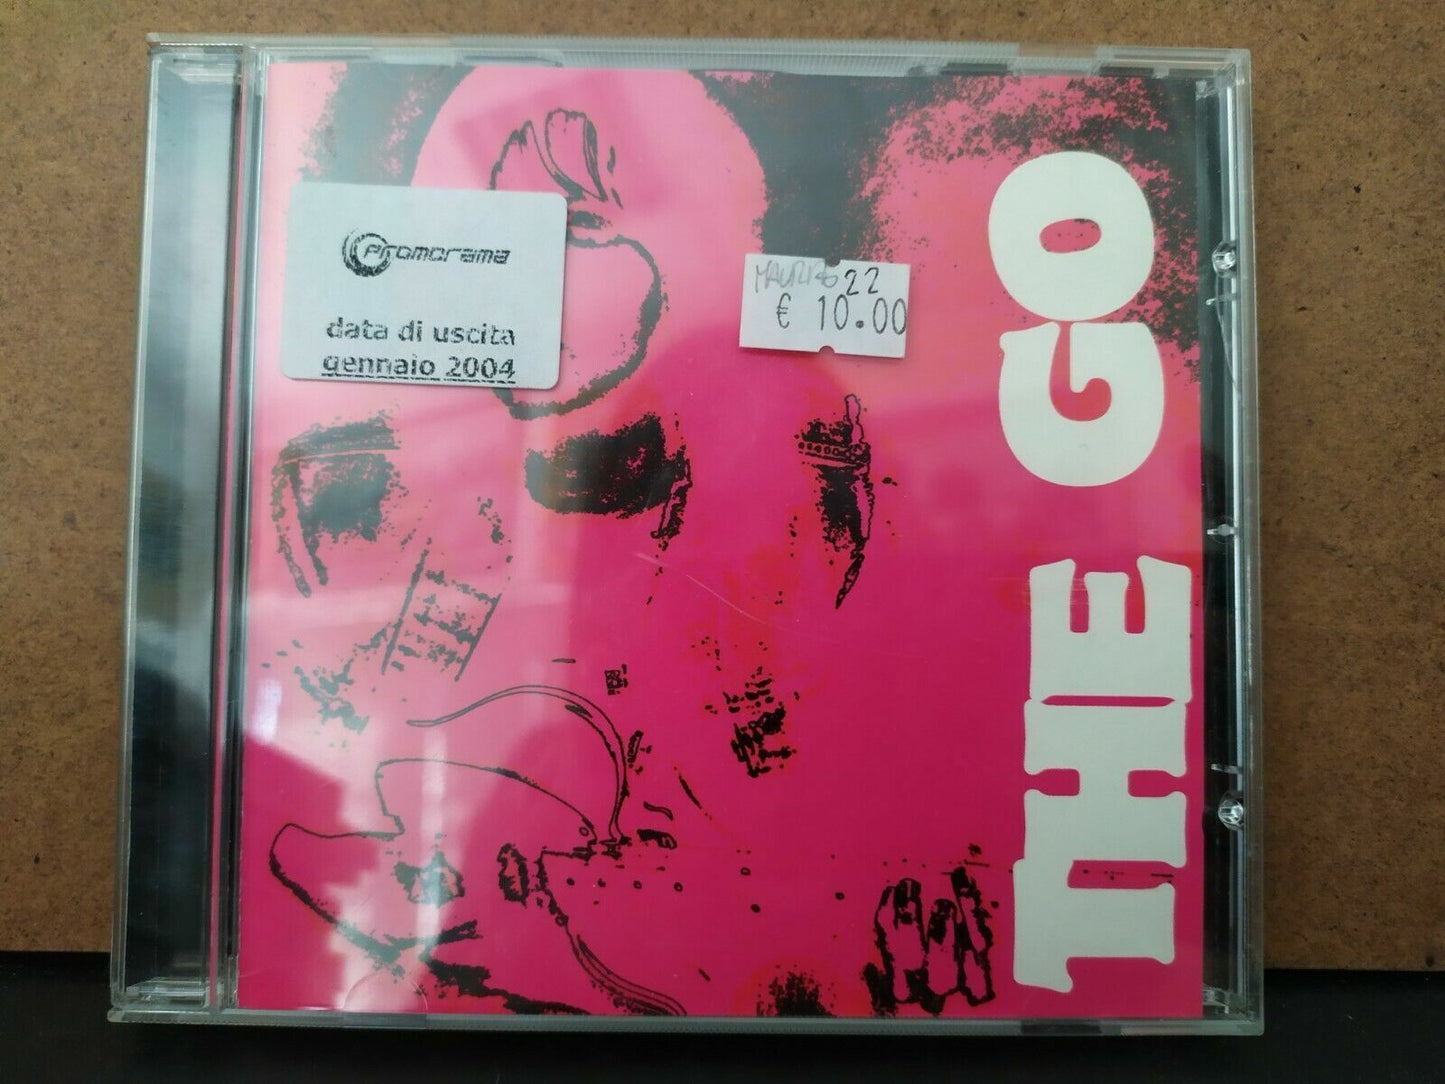 Promorama
data di uscita
gennaio 2004
22
€ 10.00
THE GO